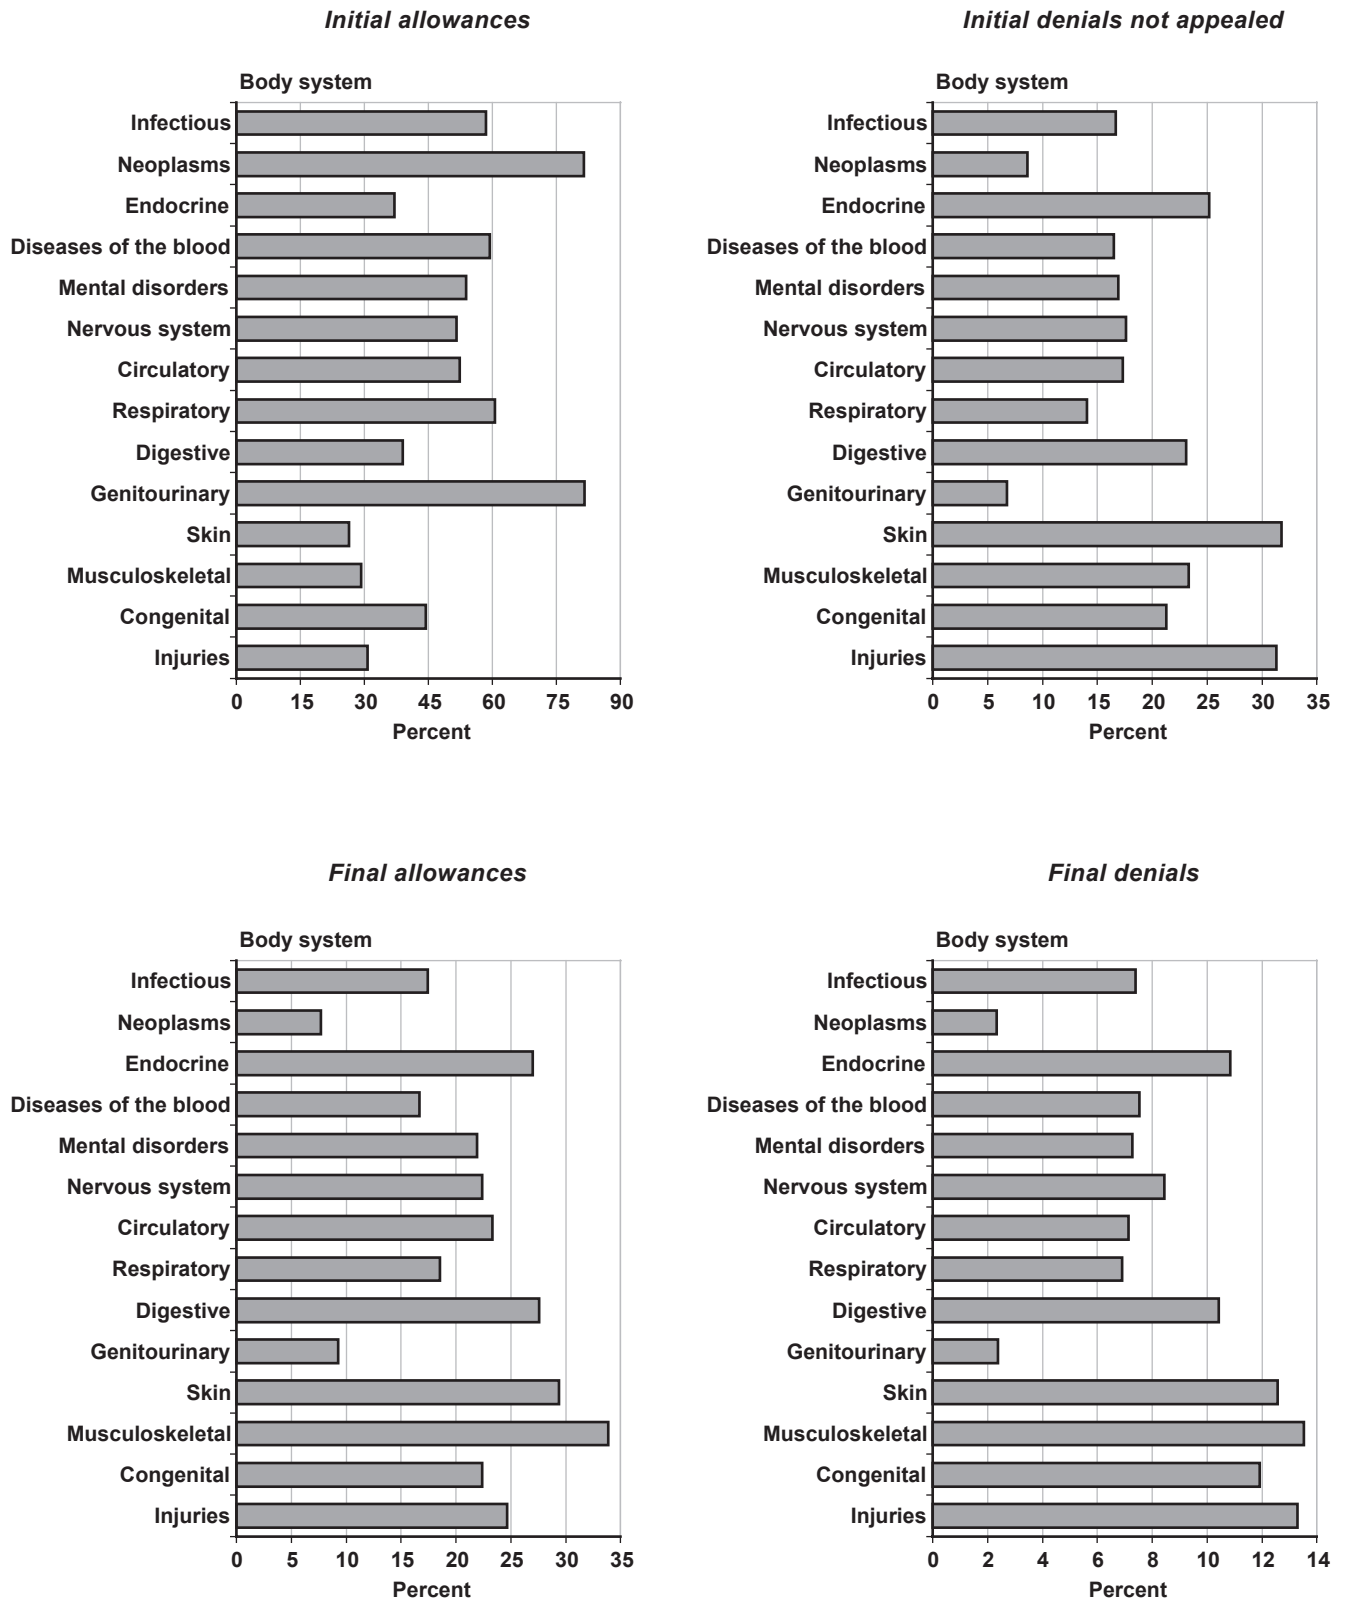 Initial allowances
Body system
Infectious
Neoplasms
Endocrine
Diseases of the blood
Mental disorders
Nervous system
Circulatory
Respiratory
Digestive
Genitourinary
Skin
Musculoskeletal
Congenital
Injuries
0 15 30 45 60 75 90
Percent
Initial denials not appealed
Body system
Infectious
Neoplasms
Endocrine
Diseases of the blood
Mental disorders
Nervous system
Circulatory
Respiratory
Digestive
Genitourinary
Skin
Musculoskeletal
Congenital
Injuries
0 5 10 15 20 25 30 35
Percent
Final allowances
Body system
Infectious
Neoplasms
Endocrine
Diseases of the blood
Mental disorders
Nervous system
Circulatory
Respiratory
Digestive
Genitourinary
Skin
Musculoskeletal
Congenital
Injuries
0 5 10 15 20 25 30 35
Percent
Final denials
Body system
Infectious
Neoplasms
Endocrine
Diseases of the blood
Mental disorders
Nervous system
Circulatory
Respiratory
Digestive
Genitourinary
Skin
Musculoskeletal
Congenital
Injuries
0 2 4 6 8 10 12 14
Percent